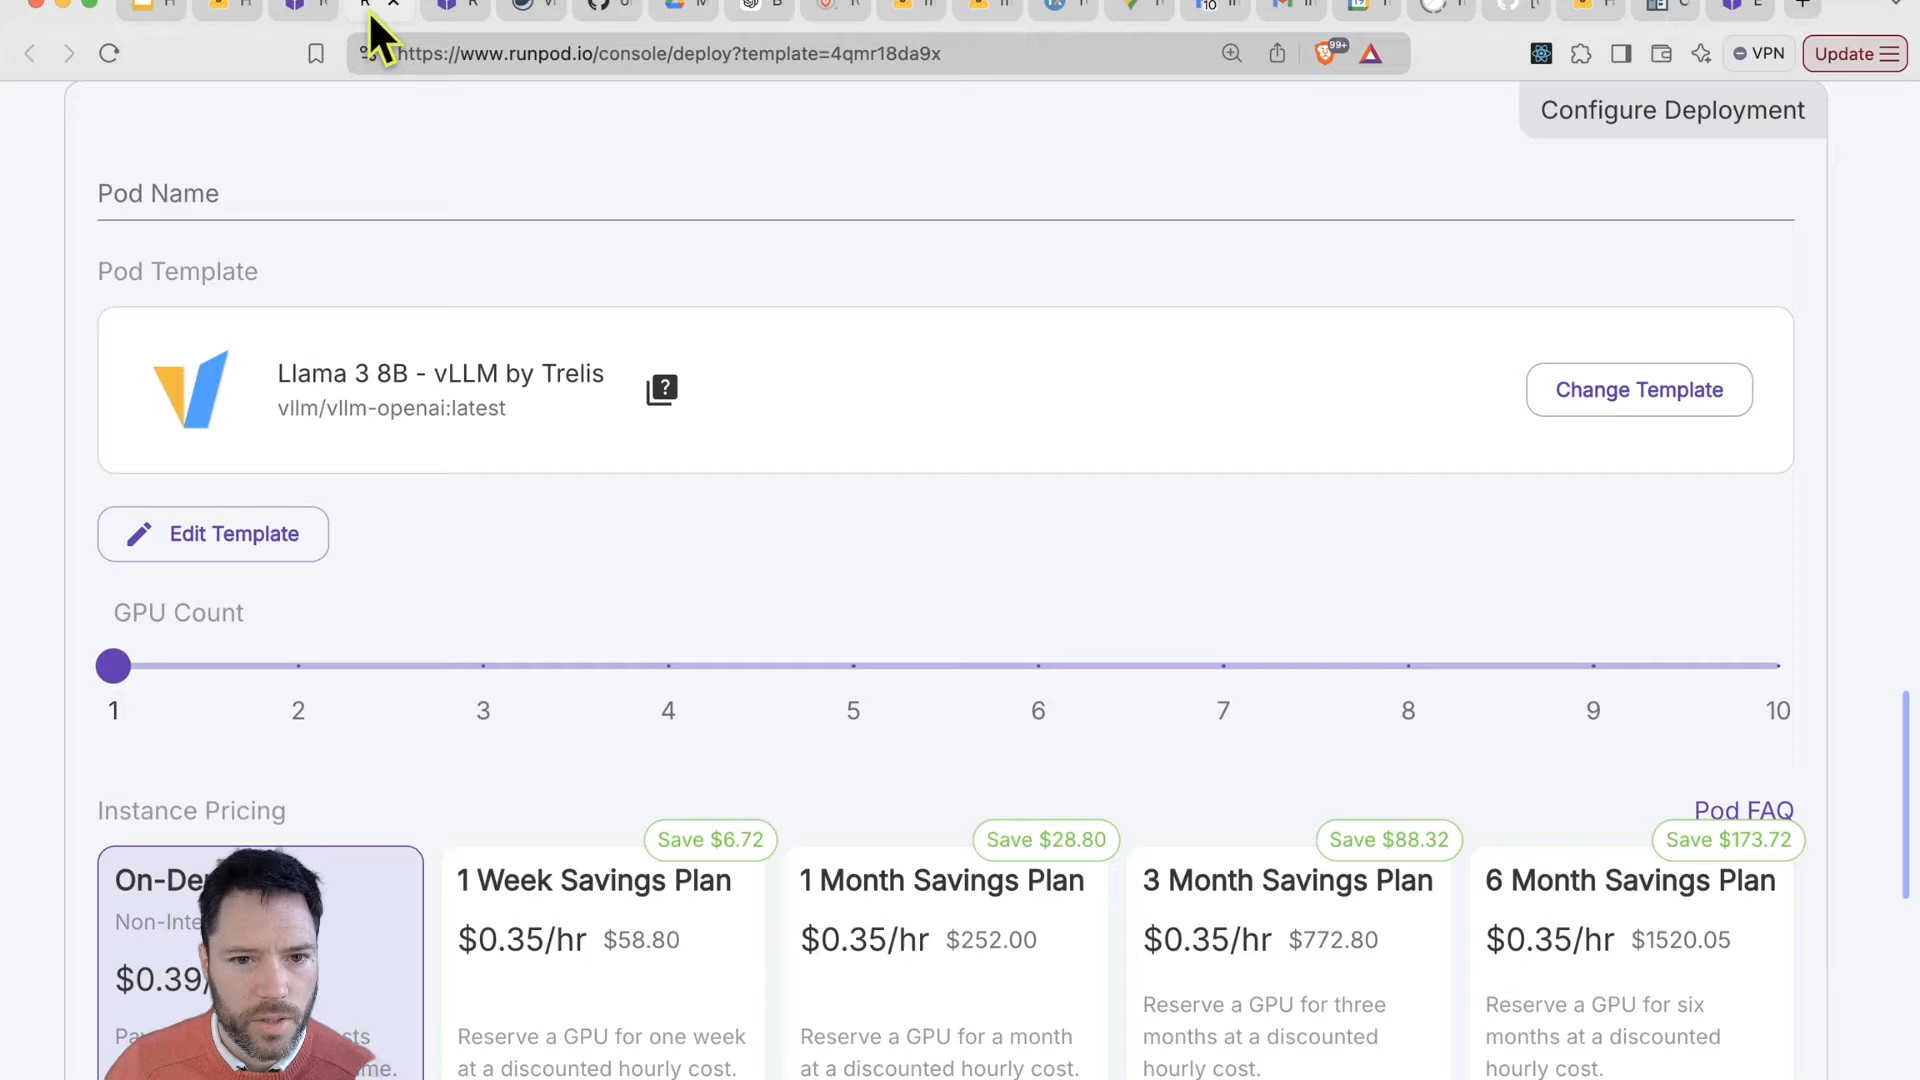 https://www.runpod.io/console/deploy?template=4qmr18da9x
99+
VPN
Update
Configure Deployment
Pod Name
Pod Template
Llama 3 8B - vLLM by Trelis
vllm/vllm-openai:latest
Change Template
Edit Template
GPU Count
1 2 3 4 5 6 7 8 9 10
Instance Pricing
Pod FAQ
Save $6.72
Save $28.80
Save $88.32
Save $173.72
1 Week Savings Plan
$0.35/hr $58.80
Reserve a GPU for one week
at a discounted hourly cost.
1 Month Savings Plan
$0.35/hr $252.00
Reserve a GPU for a month
at a discounted hourly cost.
3 Month Savings Plan
$0.35/hr $772.80
Reserve a GPU for three
months at a discounted
hourly cost.
6 Month Savings Plan
$0.35/hr $1520.05
Reserve a GPU for six
months at a discounted
hourly cost.
$0.39/